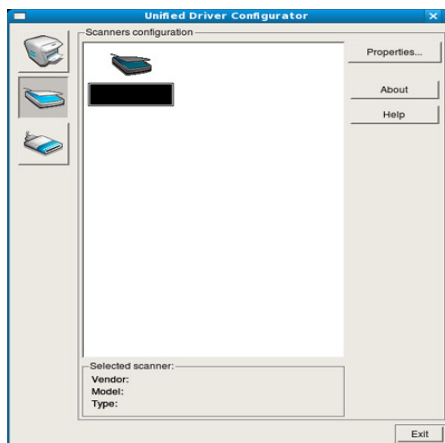 Unified Driver Configurator
Scanners configuration
Properties...
About
Help
Selected scanner:
Vendor:
Model:
Type:
Exit